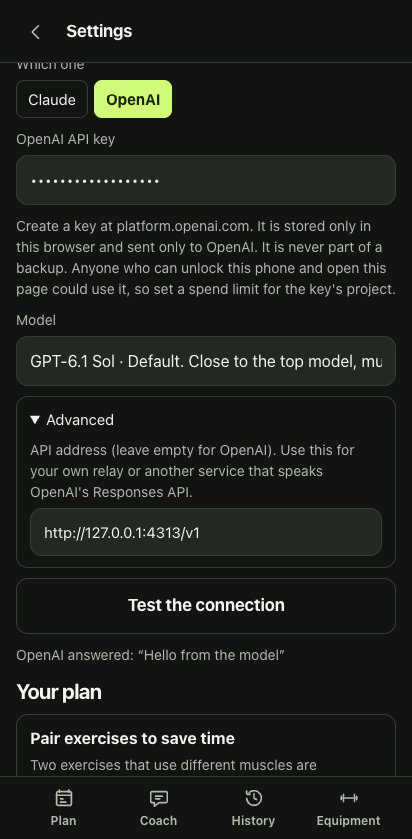 Settings
Which one
Claude
OpenAI
OpenAI API key
••••••••••••••••••
Create a key at platform.openai.com. It is stored only in
this browser and sent only to OpenAI. It is never part of a
backup. Anyone who can unlock this phone and open this
page could use it, so set a spend limit for the key's project.
Model
GPT-6.1 Sol · Default. Close to the top model, mu
▼ Advanced
API address (leave empty for OpenAI). Use this for
your own relay or another service that speaks
OpenAI's Responses API.
http://127.0.0.1:4313/v1
Test the connection
OpenAI answered: “Hello from the model”
Your plan
Pair exercises to save time
Two exercises that use different muscles are
Plan
Coach
History
Equipment